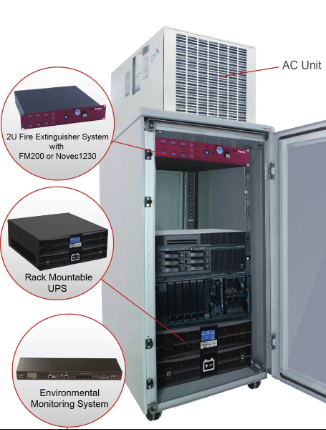 AC Unit
2U Fire Extinguisher System
with
FM200 or Novec1230
Rack Mountable
UPS
Environmental
Monitoring System